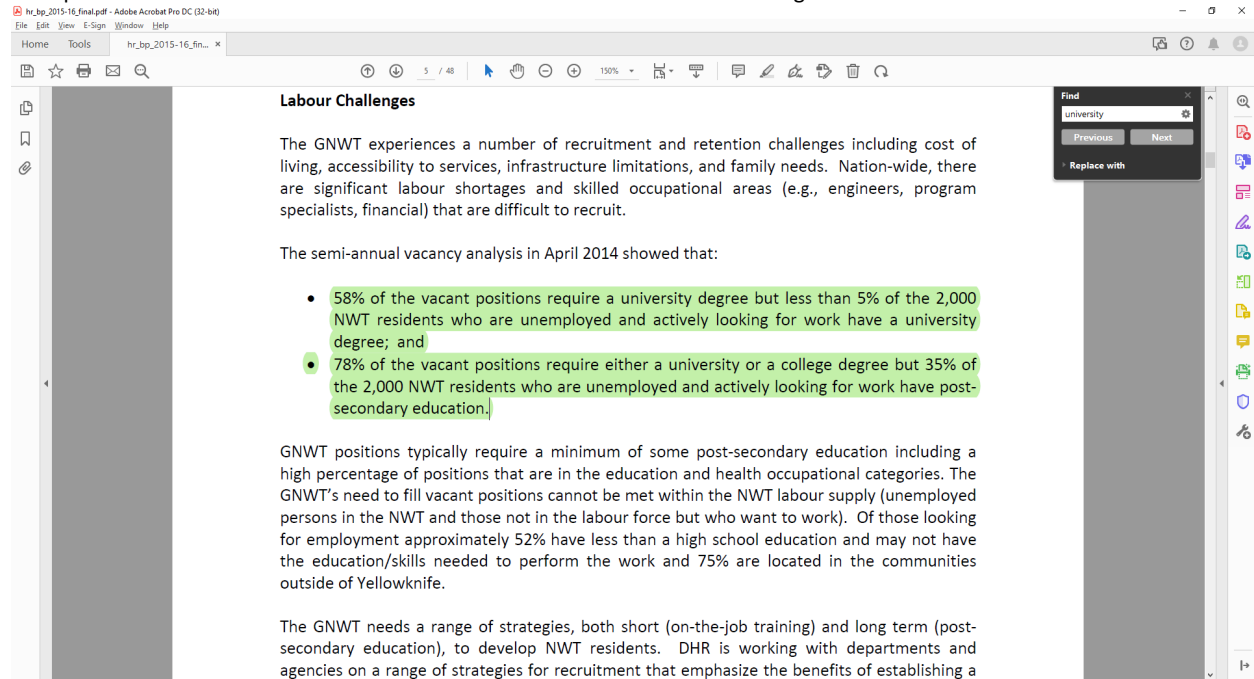 hr_bp_2015-16_final.pdf - Adobe Acrobat Pro DC (32-bit)
File Edit View E-Sign Window Help
Home Tools hr_bp_2015-16_fin... ×
5 / 48 150%
Labour Challenges
Find
university
Previous Next
Replace with
The GNWT experiences a number of recruitment and retention challenges including cost of
living, accessibility to services, infrastructure limitations, and family needs. Nation-wide, there
are significant labour shortages and skilled occupational areas (e.g., engineers, program
specialists, financial) that are difficult to recruit.
The semi-annual vacancy analysis in April 2014 showed that:
• 58% of the vacant positions require a university degree but less than 5% of the 2,000
NWT residents who are unemployed and actively looking for work have a university
degree; and
• 78% of the vacant positions require either a university or a college degree but 35% of
the 2,000 NWT residents who are unemployed and actively looking for work have post-
secondary education.
GNWT positions typically require a minimum of some post-secondary education including a
high percentage of positions that are in the education and health occupational categories. The
GNWT's need to fill vacant positions cannot be met within the NWT labour supply (unemployed
persons in the NWT and those not in the labour force but who want to work). Of those looking
for employment approximately 52% have less than a high school education and may not have
the education/skills needed to perform the work and 75% are located in the communities
outside of Yellowknife.
The GNWT needs a range of strategies, both short (on-the-job training) and long term (post-
secondary education), to develop NWT residents. DHR is working with departments and
agencies on a range of strategies for recruitment that emphasize the benefits of establishing a